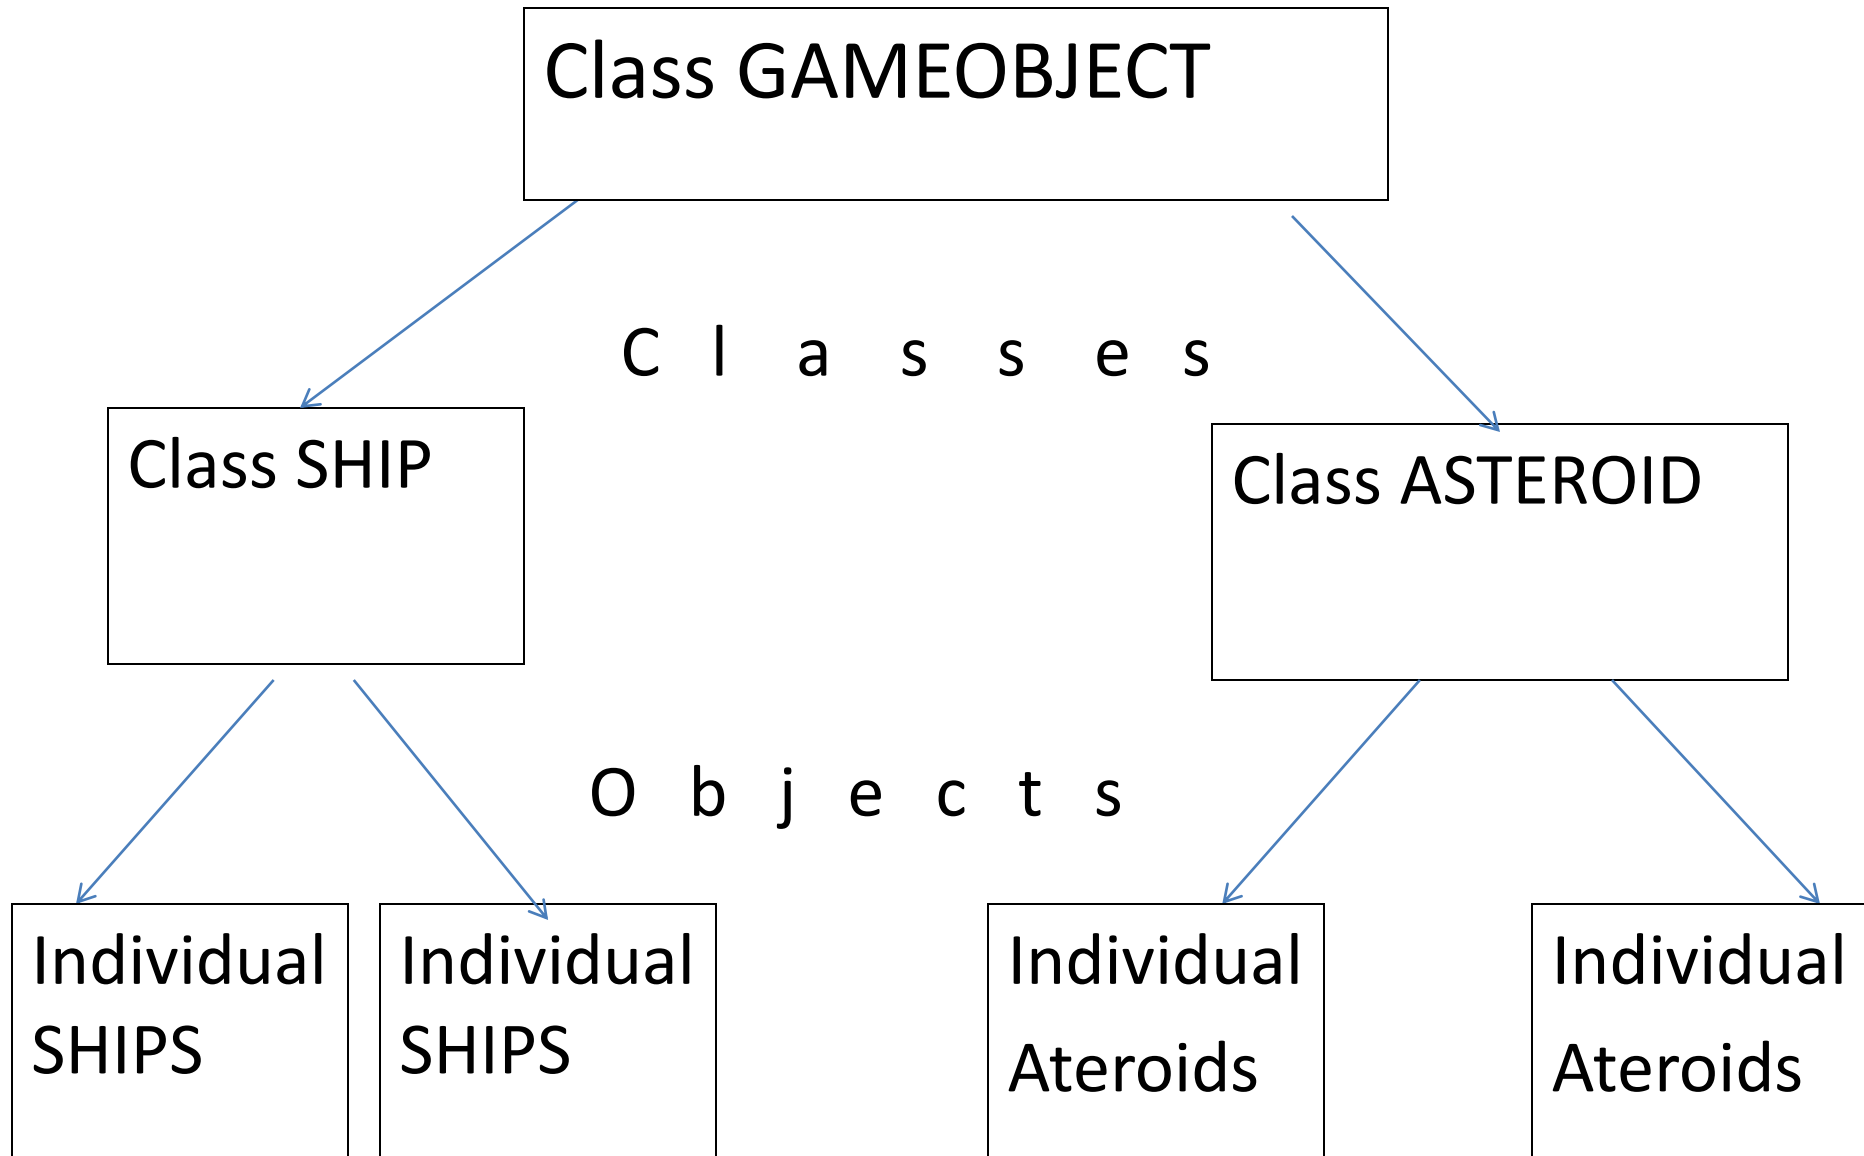 Class GAMEOBJECT
C l a s s e s
Class SHIP
Class ASTEROID
O b j e c t s
Individual
SHIPS
Individual
SHIPS
Individual
Ateroids
Individual
Ateroids